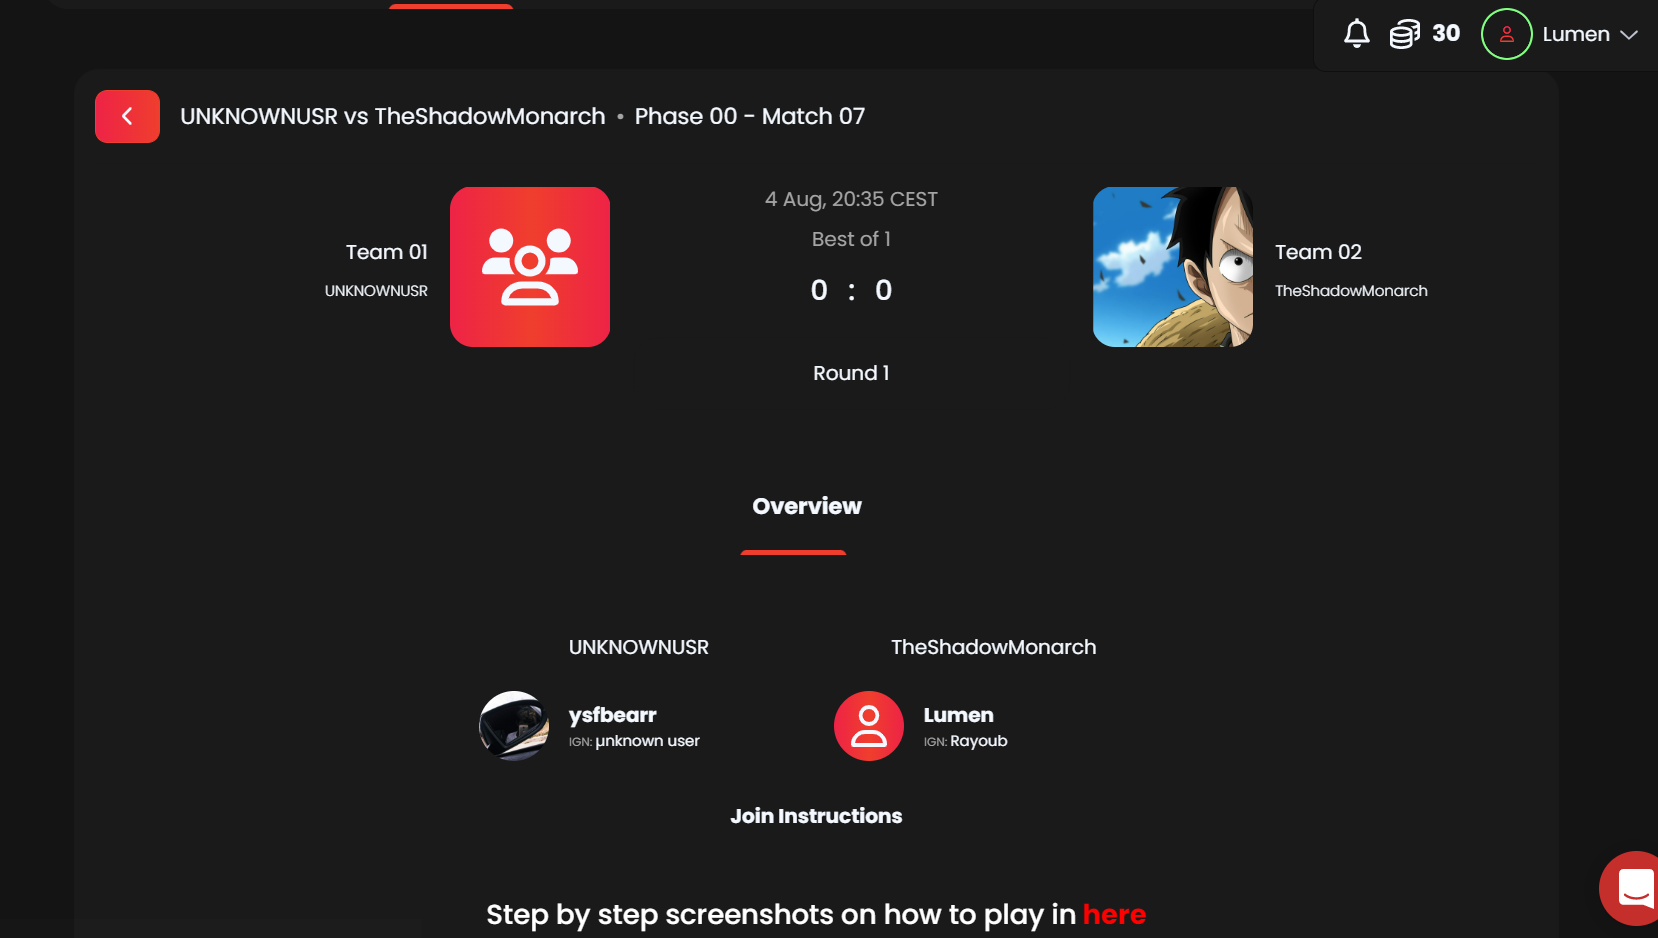 30
Lumen
UNKNOWNUSR vs TheShadowMonarch • Phase 00 - Match 07
4 Aug, 20:35 CEST
Best of 1
0 : 0
Round 1
Team 01
UNKNOWNUSR
Team 02
TheShadowMonarch
Overview
UNKNOWNUSR
TheShadowMonarch
ysfbearr
IGN: µnknown user
Lumen
IGN: Rayoub
Join Instructions
Step by step screenshots on how to play in here